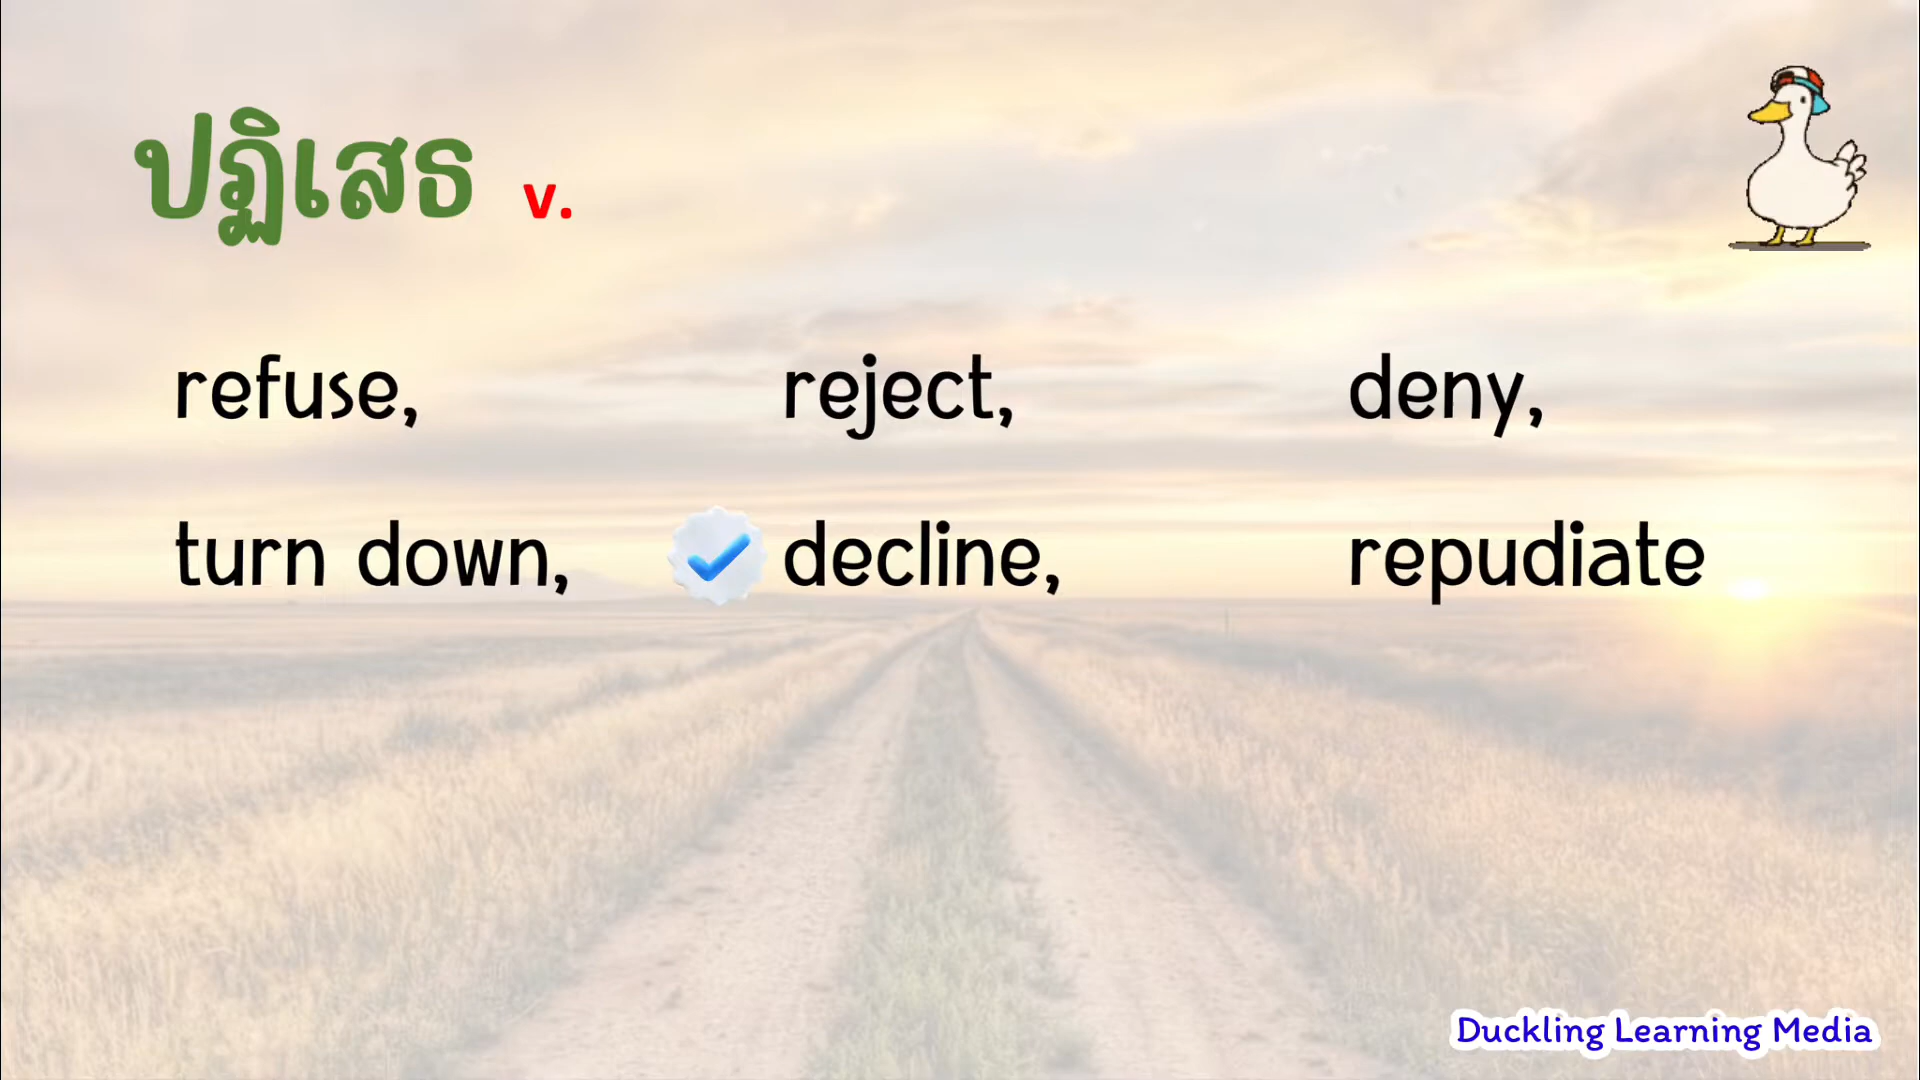 ปฏิเสธ v.
refuse, reject, deny,
turn down, decline, repudiate
Duckling Learning Media